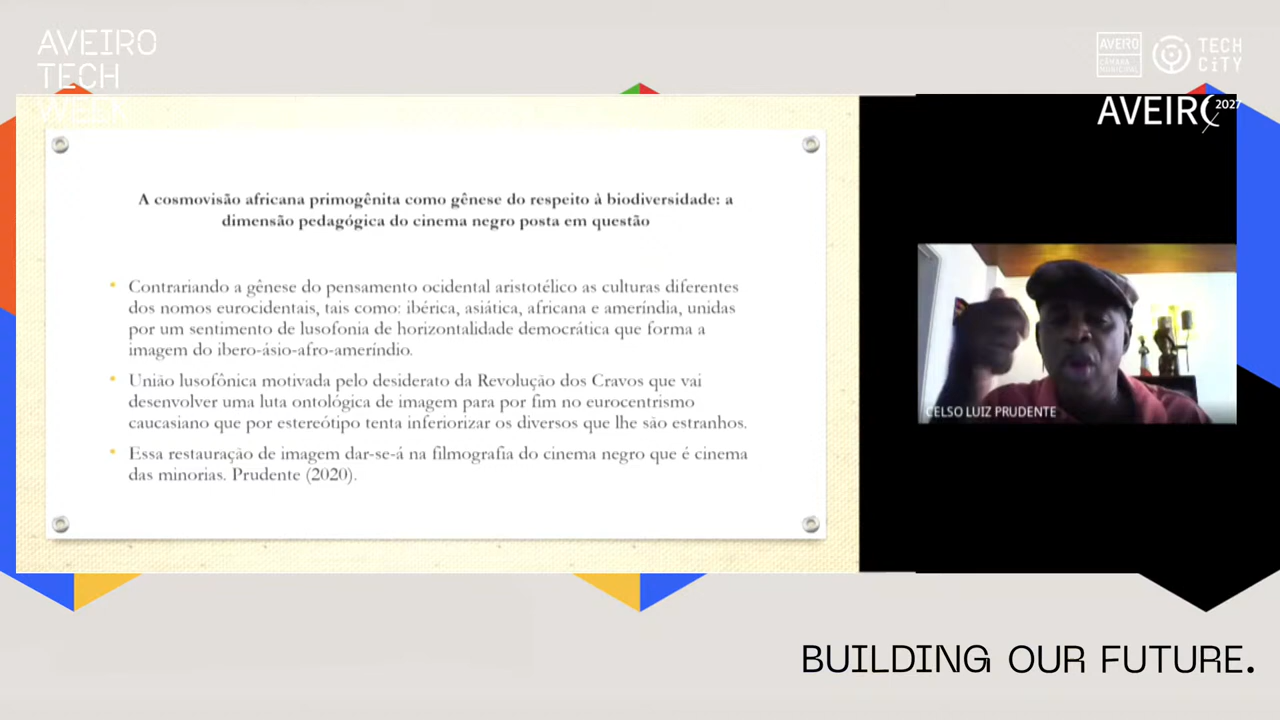 AVEIRO
TECH
WEEK
AVEIRO
CÂMARA
MUNICIPAL
TECH
CiTY
AVEIRO 2027
A cosmovisão africana primogênita como gênese do respeito à biodiversidade: a
dimensão pedagógica do cinema negro posta em questão
• Contrariando a gênese do pensamento ocidental aristotélico as culturas diferentes
dos nomos eurocidentais, tais como: ibérica, asiática, africana e ameríndia, unidas
por um sentimento de lusofonia de horizontalidade democrática que forma a
imagem do ibero-ásio-afro-ameríndio.
• União lusofônica motivada pelo desiderato da Revolução dos Cravos que vai
desenvolver uma luta ontológica de imagem para por fim no eurocentrismo
caucasiano que por estereótipo tenta inferiorizar os diversos que lhe são estranhos.
• Essa restauração de imagem dar-se-á na filmografia do cinema negro que é cinema
das minorias. Prudente (2020).
CELSO LUIZ PRUDENTE
BUILDING OUR FUTURE.